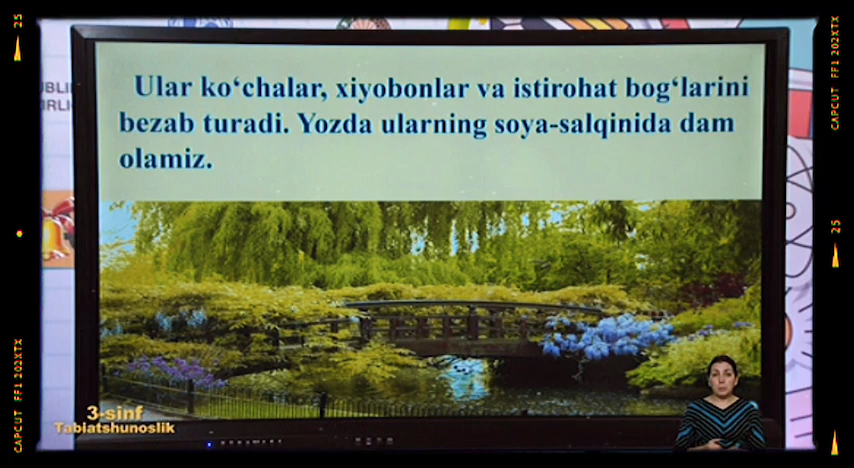 25
25
CAPCUT FF1 202XTX
Ular ko‘chalar, xiyobonlar va istirohat bog‘larini
bezab turadi. Yozda ularning soya-salqinida dam
olamiz.
3-sinf
Tabiatshunoslik
CAPCUT FF1 202XTX